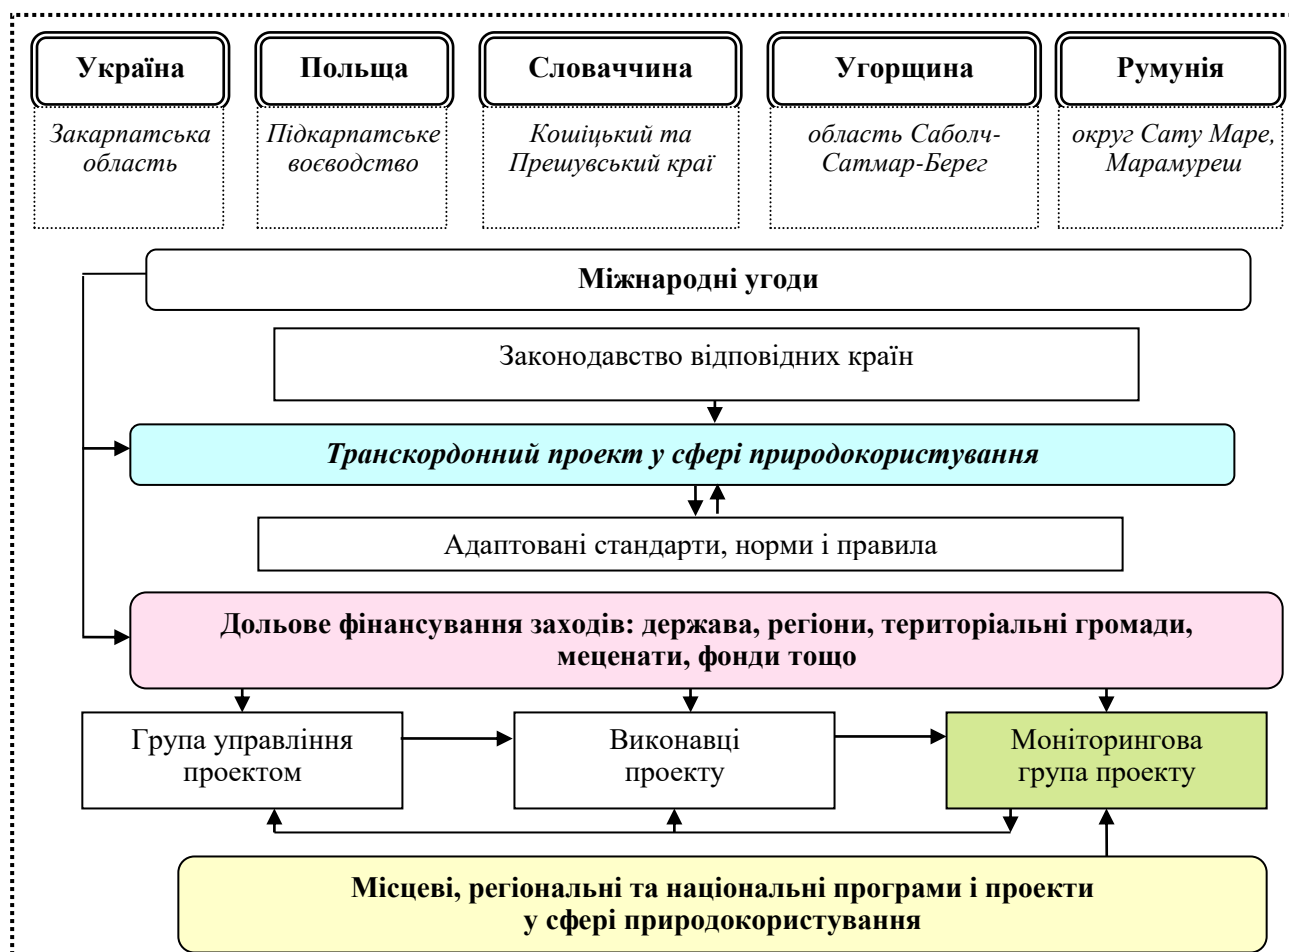 Україна
Польща
Словаччина
Угорщина
Румунія
Закарпатська
область
Підкарпатське
воєводство
Кошіцький та
Прешувський краї
область Саболч-
Сатмар-Берег
округ Сату Маре,
Марамуреш
Міжнародні угоди
Законодавство відповідних країн
Транскордонний проект у сфері природокористування
Адаптовані стандарти, норми і правила
Дольове фінансування заходів: держава, регіони, територіальні громади,
меценати, фонди тощо
Група управління
проектом
Виконавці
проекту
Моніторингова
група проекту
Місцеві, регіональні та національні програми і проекти
у сфері природокористування